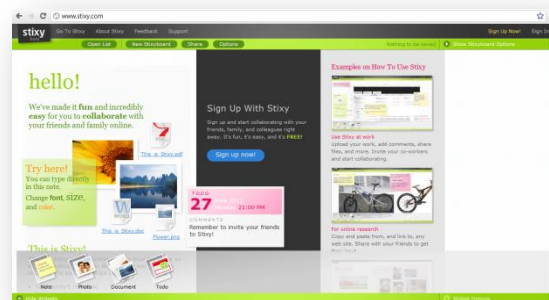 www.stixy.com
stixy
Go To Stixy
About Stixy
Feedback
Support
Sign Up Now!
Sign In
Open List
New Stixyboard
Share
Options
Nothing to be saved
Show Stixyboard Options
hello!
We've made it fun and incredibly
easy for you to collaborate with
your friends and family online.
This is Stixy.pdf
Try here!
You can type directly
in this note.
Change font, size,
and color.
This is Stixy.doc
Flower.png
This is Stixy!
Sign Up With Stixy
Sign up and start collaborating with your
friends, family, and colleagues right
away. It's fun, it's easy, and it's FREE!
Sign up now!
TODO
27
21:00 PM
COMMENTS
Remember to invite your friends
to Stixy!
Examples on How To Use Stixy
Use Stixy at work
Upload your work, add comments, share
files, and more. Invite your co-workers
and start collaborating.
For online research
Copy and paste from, and link to, any
web site. Share with your friends to get
Note
Photo
Document
Todo